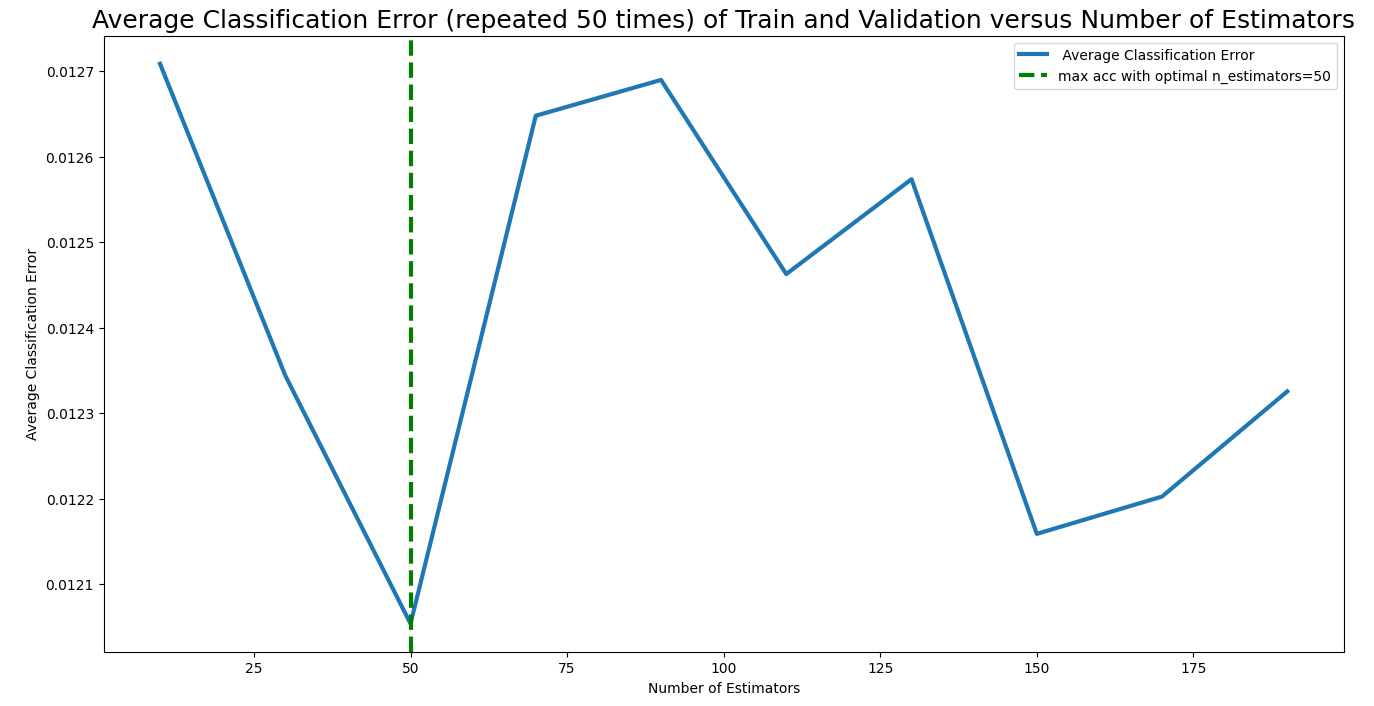 Average Classification Error (repeated 50 times) of Train and Validation versus Number of Estimators
Average Classification Error
max acc with optimal n_estimators=50
Average Classification Error
0.0127
0.0126
0.0125
0.0124
0.0123
0.0122
0.0121
25
50
75
100
125
150
175
Number of Estimators